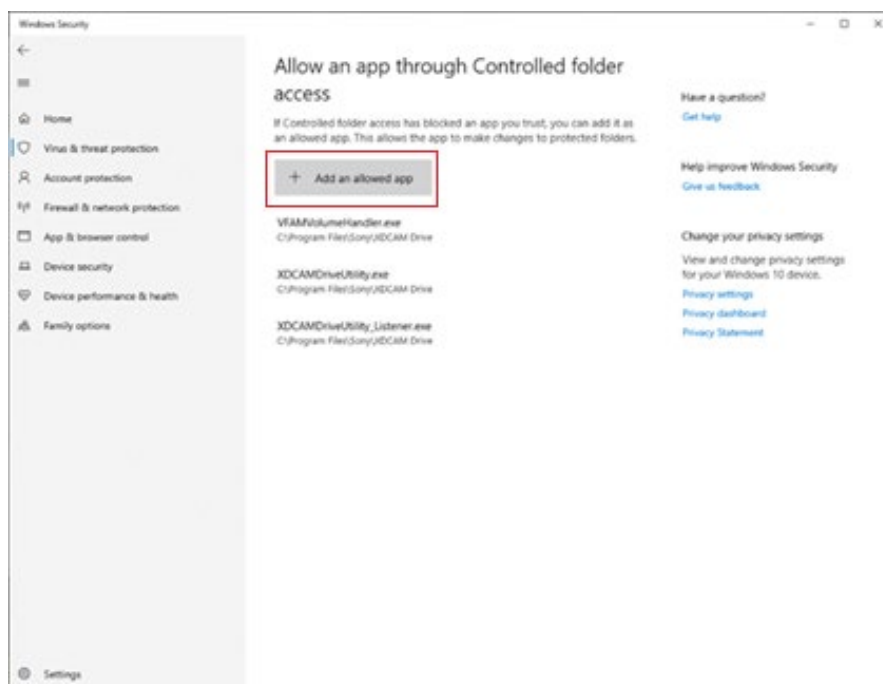 Windows Security
Home
Virus & threat protection
Account protection
Firewall & network protection
App & browser control
Device security
Device performance & health
Family options
Settings
Allow an app through Controlled folder
access
If Controlled folder access has blocked an app you trust, you can add it as
an allowed app. This allows the app to make changes to protected folders.
+ Add an allowed app
VFAMVolumeHandler.exe
C:\Program Files\Sony\XDCAM Drive
XDCAMDriveUtility.exe
C:\Program Files\Sony\XDCAM Drive
XDCAMDriveUtility_Listener.exe
C:\Program Files\Sony\XDCAM Drive
Have a question?
Get help
Help improve Windows Security
Give us feedback
Change your privacy settings
View and change privacy settings
for your Windows 10 device.
Privacy settings
Privacy dashboard
Privacy Statement